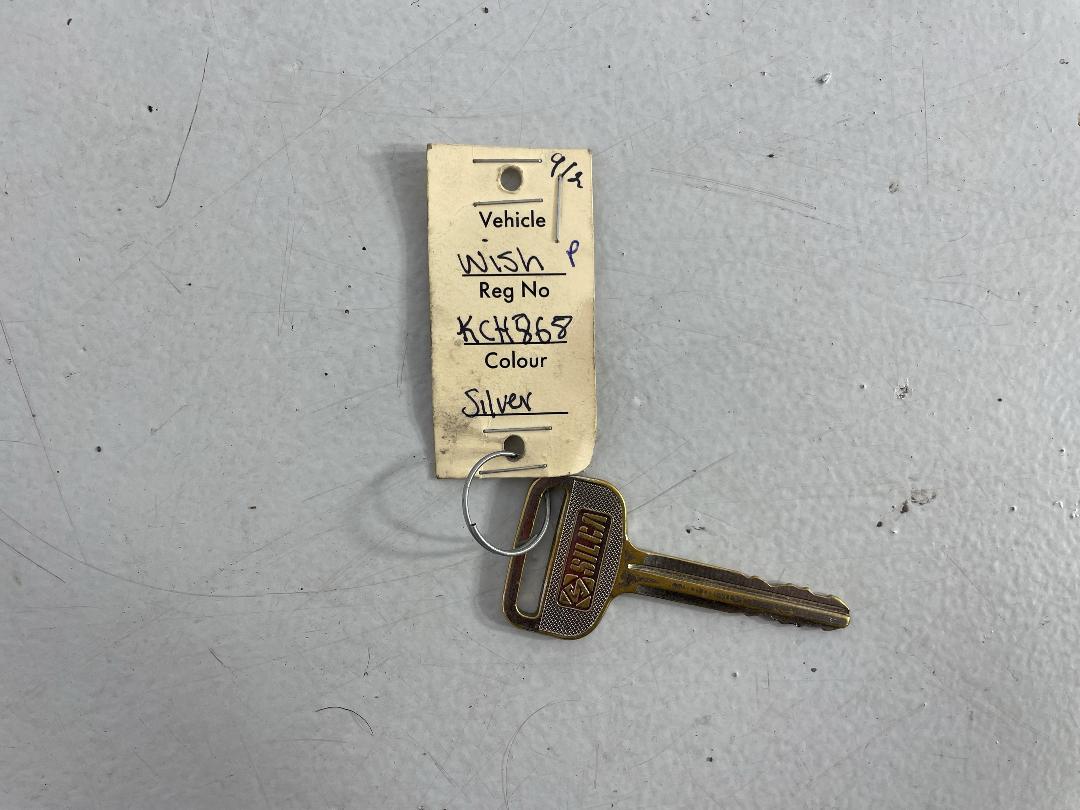 9/2
Vehicle
Wish P
Reg No
KCH868
Colour
Silver
SILCA